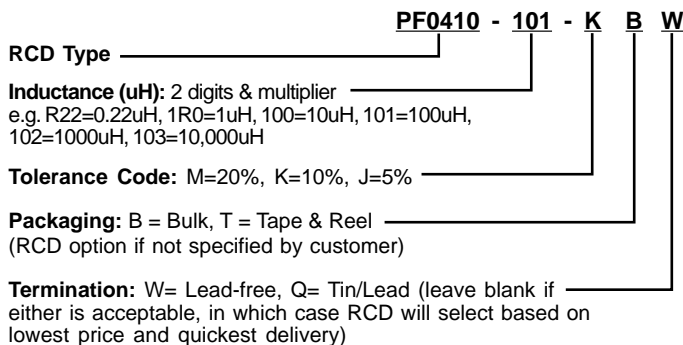 PF0410 - 101 - K B W
RCD Type
Inductance (uH): 2 digits & multiplier
e.g. R22=0.22uH, 1R0=1uH, 100=10uH, 101=100uH,
102=1000uH, 103=10,000uH
Tolerance Code: M=20%, K=10%, J=5%
Packaging: B = Bulk, T = Tape & Reel
(RCD option if not specified by customer)
Termination: W= Lead-free, Q= Tin/Lead (leave blank if
either is acceptable, in which case RCD will select based on
lowest price and quickest delivery)